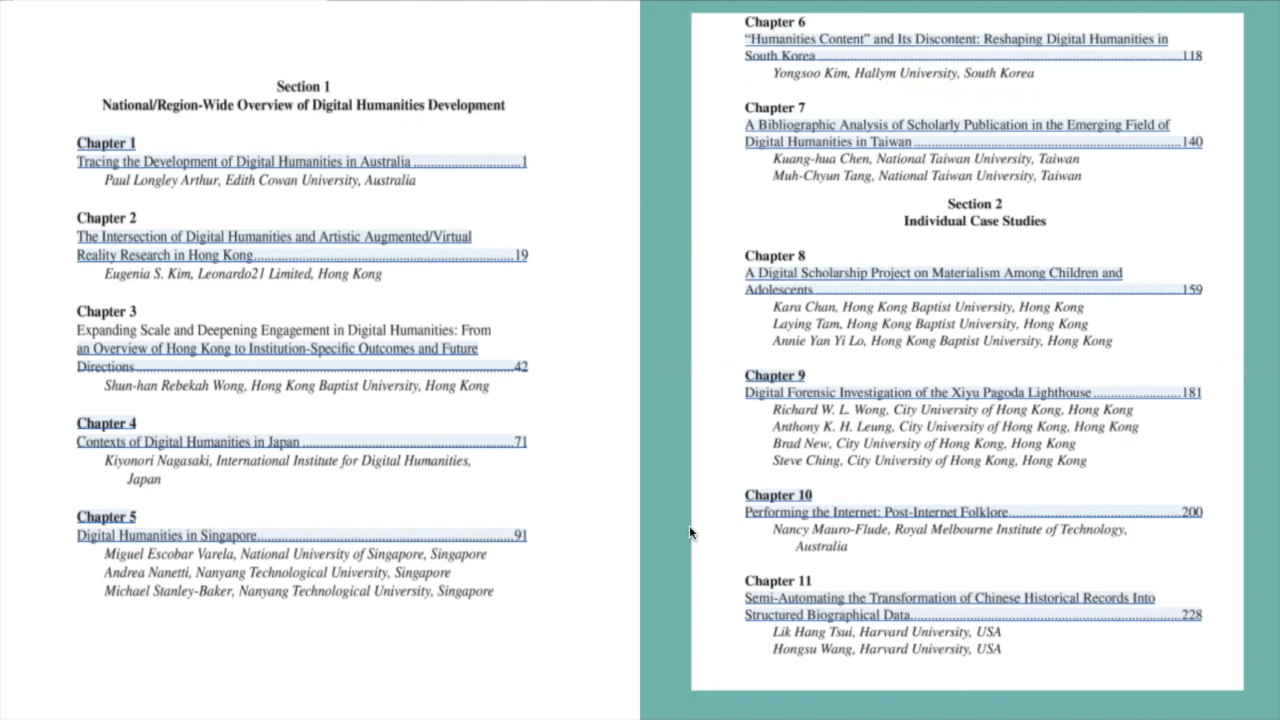 Section 1
National/Region-Wide Overview of Digital Humanities Development
Chapter 1
Tracing the Development of Digital Humanities in Australia ............................1
Paul Longley Arthur, Edith Cowan University, Australia
Chapter 2
The Intersection of Digital Humanities and Artistic Augmented/Virtual
Reality Research in Hong Kong....................................................................19
Eugenia S. Kim, Leonardo21 Limited, Hong Kong
Chapter 3
Expanding Scale and Deepening Engagement in Digital Humanities: From
an Overview of Hong Kong to Institution-Specific Outcomes and Future
Directions....................................................................................................42
Shun-han Rebekah Wong, Hong Kong Baptist University, Hong Kong
Chapter 4
Contexts of Digital Humanities in Japan ......................................................71
Kiyonori Nagasaki, International Institute for Digital Humanities,
Japan
Chapter 5
Digital Humanities in Singapore...................................................................91
Miguel Escobar Varela, National University of Singapore, Singapore
Andrea Nanetti, Nanyang Technological University, Singapore
Michael Stanley-Baker, Nanyang Technological University, Singapore
Chapter 6
“Humanities Content” and Its Discontent: Reshaping Digital Humanities in
South Korea ................................................................................................118
Yongsoo Kim, Hallym University, South Korea
Chapter 7
A Bibliographic Analysis of Scholarly Publication in the Emerging Field of
Digital Humanities in Taiwan .....................................................................140
Kuang-hua Chen, National Taiwan University, Taiwan
Muh-Chyun Tang, National Taiwan University, Taiwan
Section 2
Individual Case Studies
Chapter 8
A Digital Scholarship Project on Materialism Among Children and
Adolescents ................................................................................................159
Kara Chan, Hong Kong Baptist University, Hong Kong
Laying Tam, Hong Kong Baptist University, Hong Kong
Annie Yan Yi Lo, Hong Kong Baptist University, Hong Kong
Chapter 9
Digital Forensic Investigation of the Xiyu Pagoda Lighthouse ......................181
Richard W. L. Wong, City University of Hong Kong, Hong Kong
Anthony K. H. Leung, City University of Hong Kong, Hong Kong
Brad New, City University of Hong Kong, Hong Kong
Steve Ching, City University of Hong Kong, Hong Kong
Chapter 10
Performing the Internet: Post-Internet Folklore............................................200
Nancy Mauro-Flude, Royal Melbourne Institute of Technology,
Australia
Chapter 11
Semi-Automating the Transformation of Chinese Historical Records Into
Structured Biographical Data......................................................................228
Lik Hang Tsui, Harvard University, USA
Hongsu Wang, Harvard University, USA